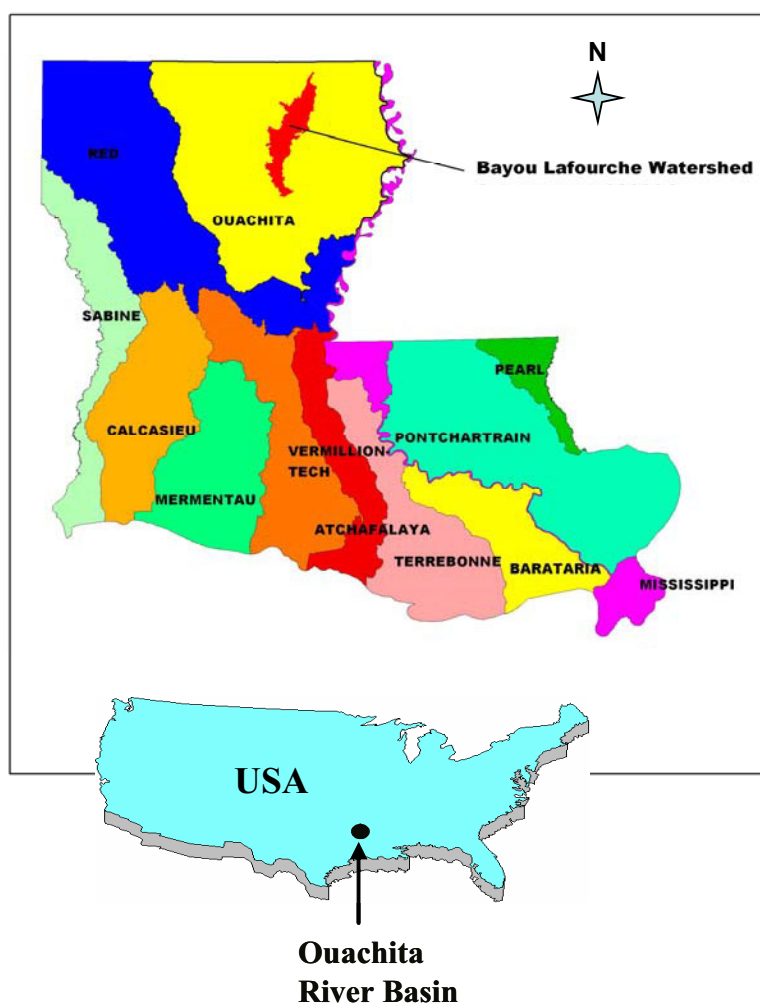 N
RED
Bayou Lafourche Watershed
OUACHITA
SABINE
PEARL
CALCASIEU
PONTCHARTRAIN
VERMILLION-
TECH
MERMENTAU
ATCHAFALAYA
TERREBONNE
BARATARIA
MISSISSIPPI
USA
Ouachita
River Basin